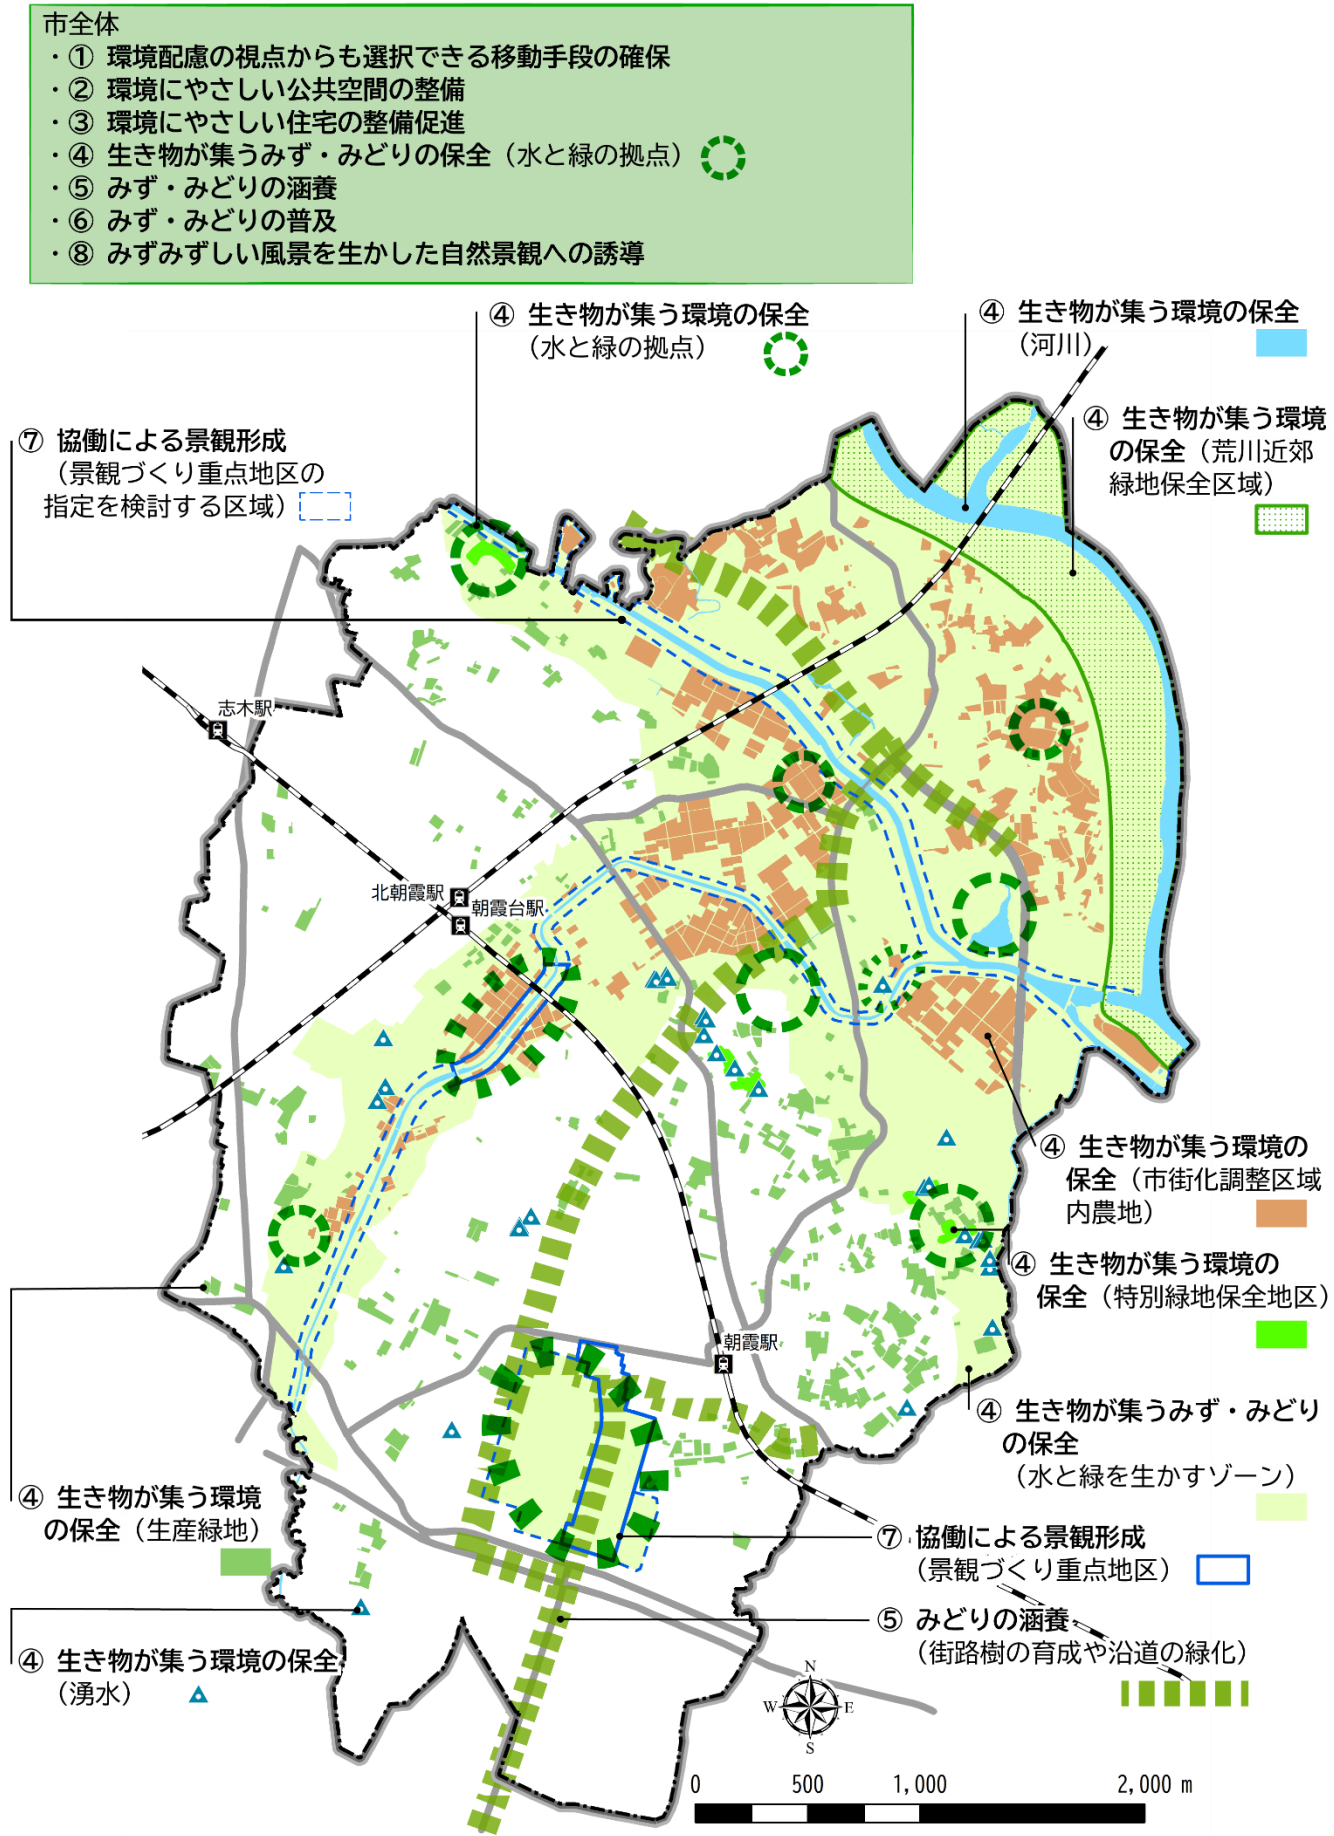 市全体
・① 環境配慮の視点からも選択できる移動手段の確保
・② 環境にやさしい公共空間の整備
・③ 環境にやさしい住宅の整備促進
・④ 生き物が集うみず・みどりの保全（水と緑の拠点）
・⑤ みず・みどりの涵養
・⑥ みず・みどりの普及
・⑧ みずみずしい風景を生かした自然景観への誘導
④ 生き物が集う環境の保全
（水と緑の拠点）
④ 生き物が集う環境の保全
（河川）
④ 生き物が集う環境
の保全（荒川近郊
緑地保全区域）
⑦ 協働による景観形成
（景観づくり重点地区の
指定を検討する区域）
志木駅
北朝霞駅
朝霞台駅
④ 生き物が集う環境の
保全（市街化調整区域
内農地）
④ 生き物が集う環境の
保全（特別緑地保全地区）
朝霞駅
④ 生き物が集うみず・みどり
の保全
（水と緑を生かすゾーン）
④ 生き物が集う環境
の保全（生産緑地）
⑦ 協働による景観形成
（景観づくり重点地区）
⑤ みどりの涵養
（街路樹の育成や沿道の緑化）
④ 生き物が集う環境の保全
（湧水）
N
W E
S
0 500 1,000 2,000 m